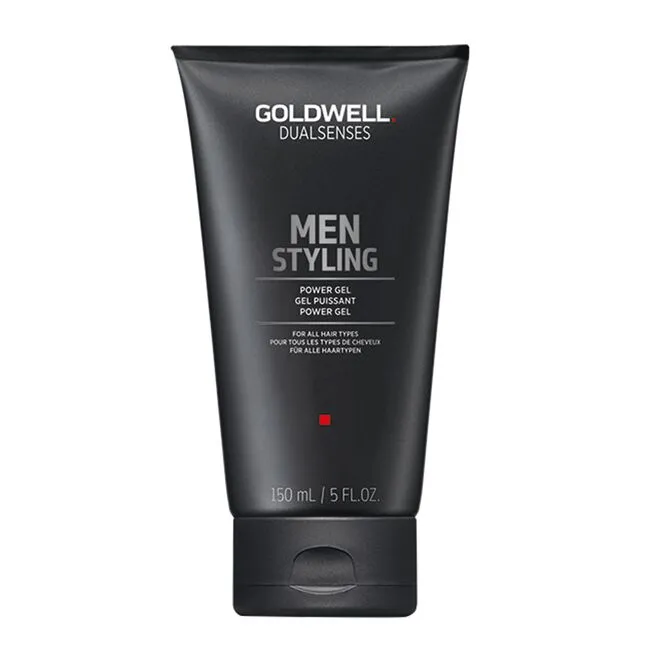 GOLDWELL.
DUALSENSES
MEN
STYLING
POWER GEL
GEL PUISSANT
POWER GEL
FOR ALL HAIR TYPES
POUR TOUS LES TYPES DE CHEVEUX
FÜR ALLE HAARTYPEN
150 mL / 5 FL.OZ.